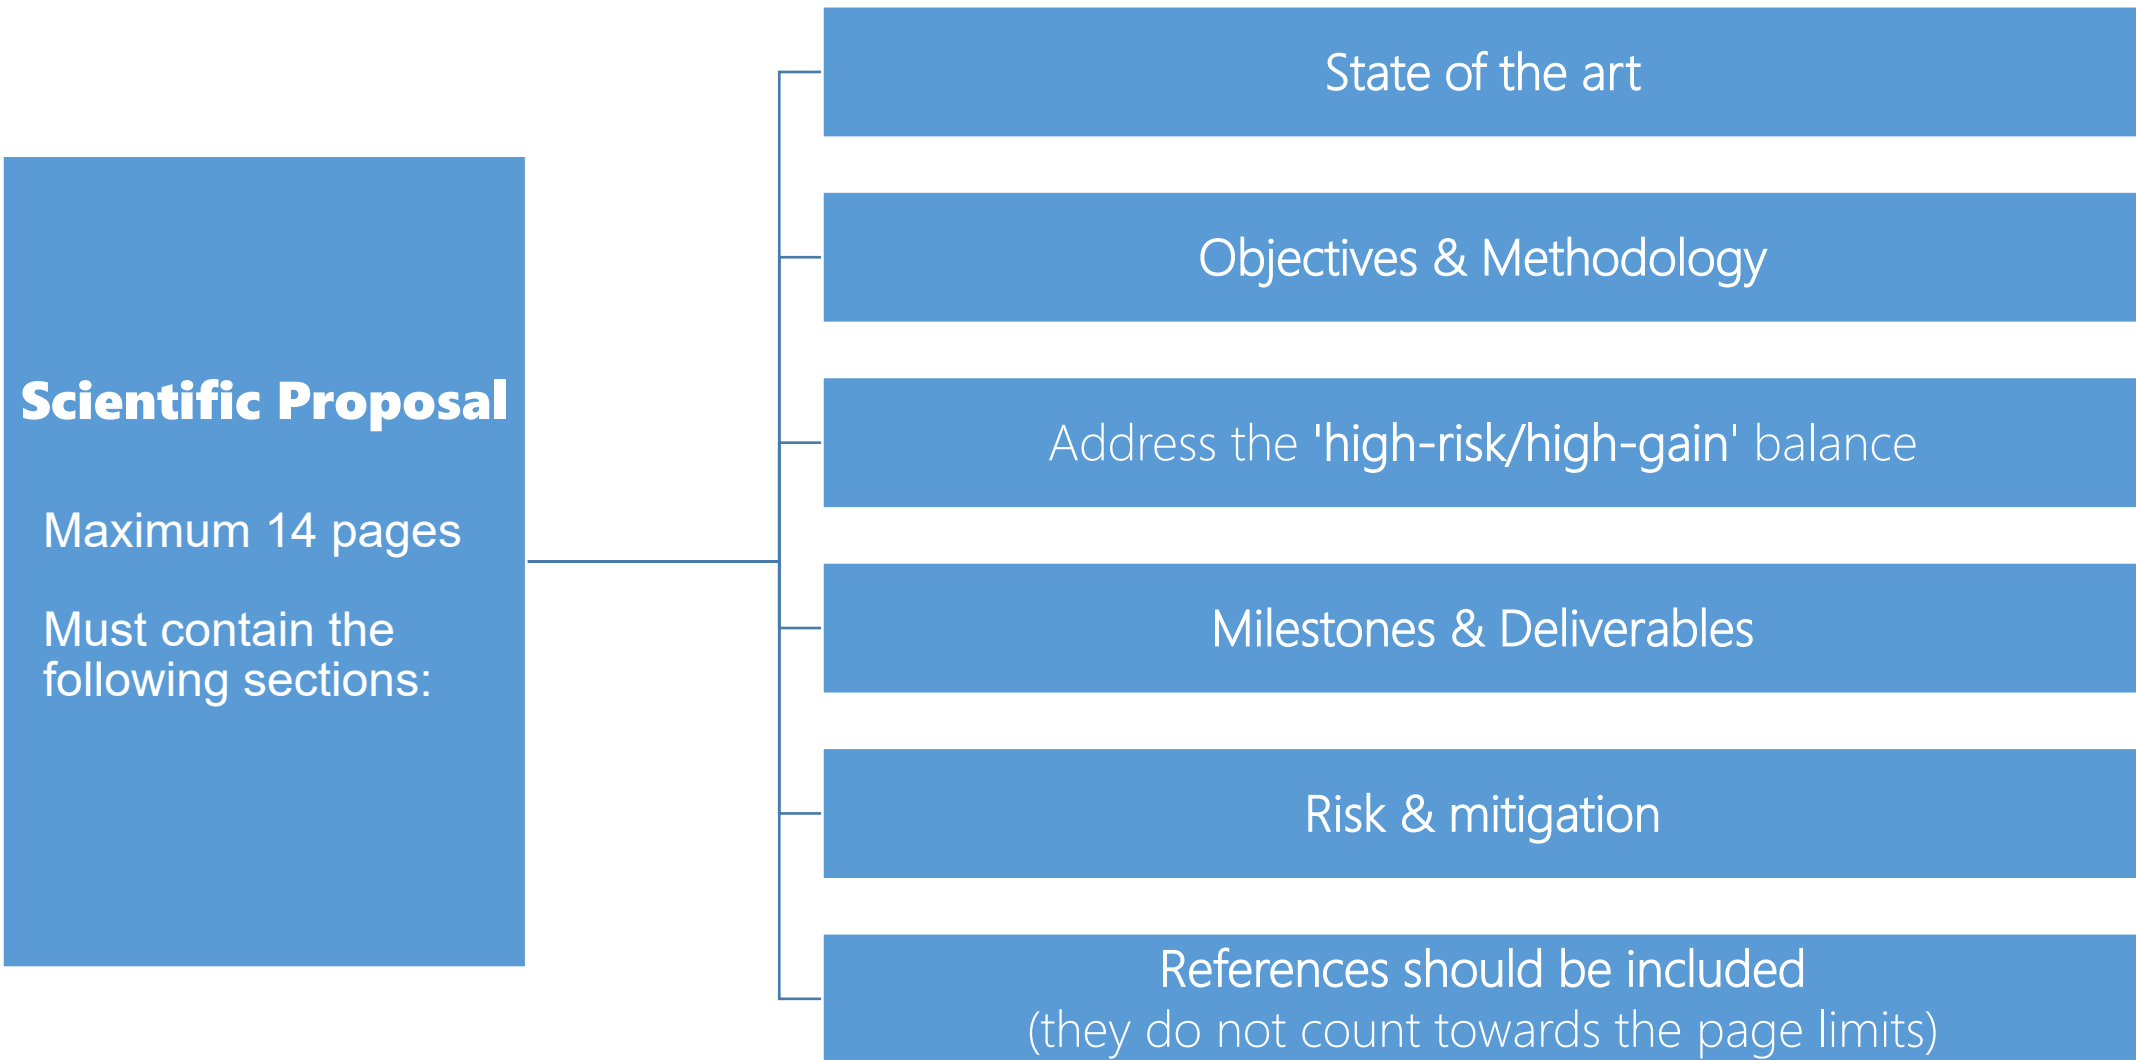 Scientific Proposal
Maximum 14 pages
Must contain the
following sections:
State of the art
Objectives & Methodology
Address the 'high-risk/high-gain' balance
Milestones & Deliverables
Risk & mitigation
References should be included
(they do not count towards the page limits)